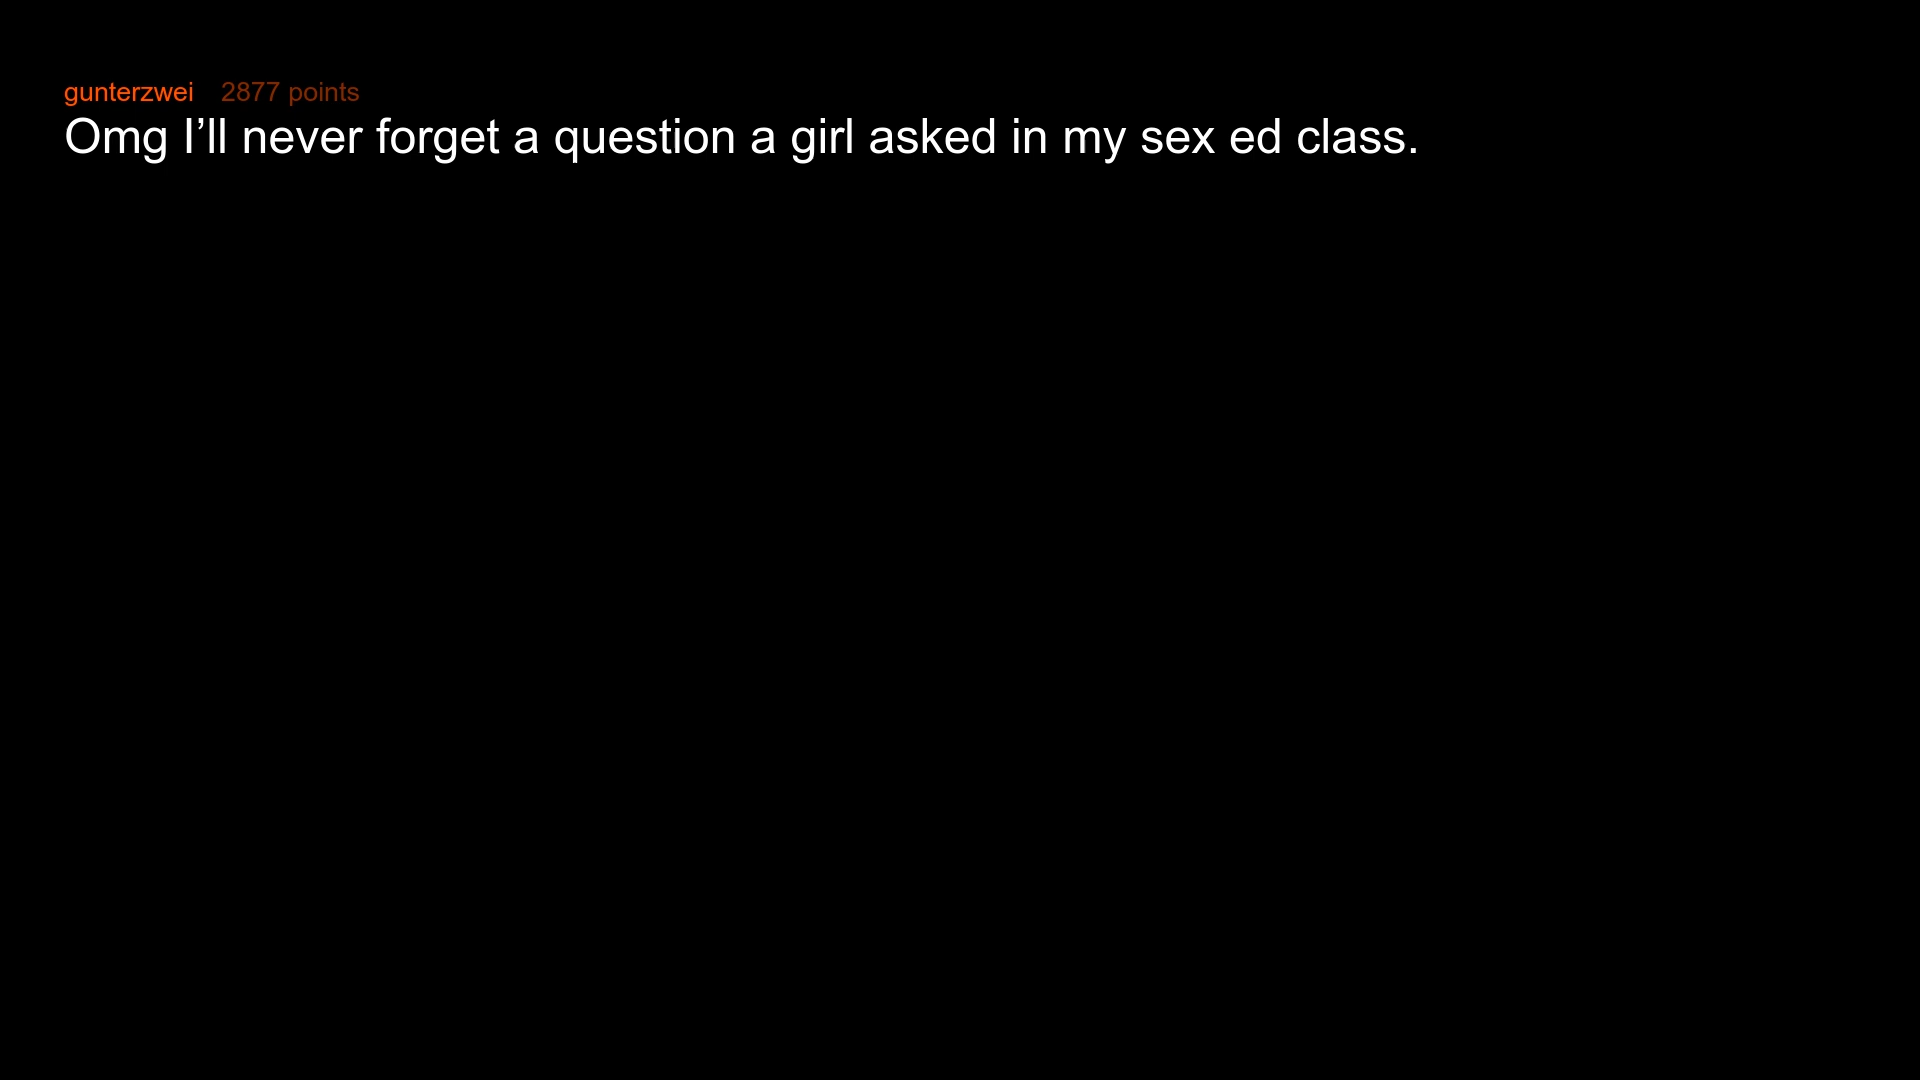 gunterzwei 2877 points
Omg I’ll never forget a question a girl asked in my sex ed class.